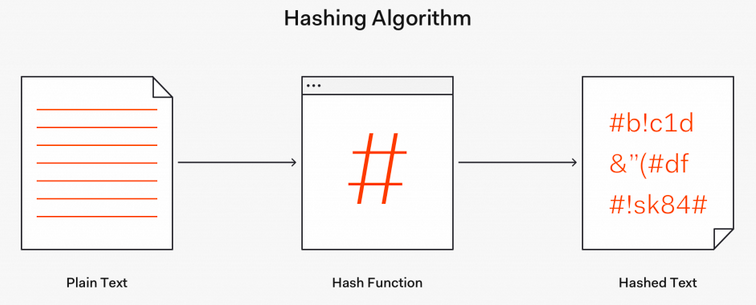 Hashing Algorithm
#
#b!c1d
&”(#df
#!sk84#
Plain Text
Hash Function
Hashed Text